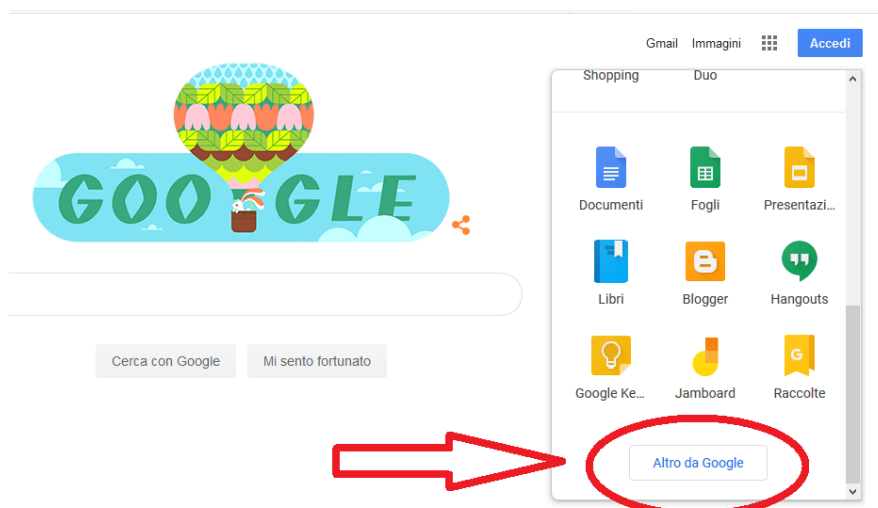 Gmail Immagini Accedi
Shopping Duo
GOOGLE
Documenti Fogli Presentazi...
Libri Blogger Hangouts
Cerca con Google Mi sento fortunato
Google Ke... Jamboard Raccolte
Altro da Google